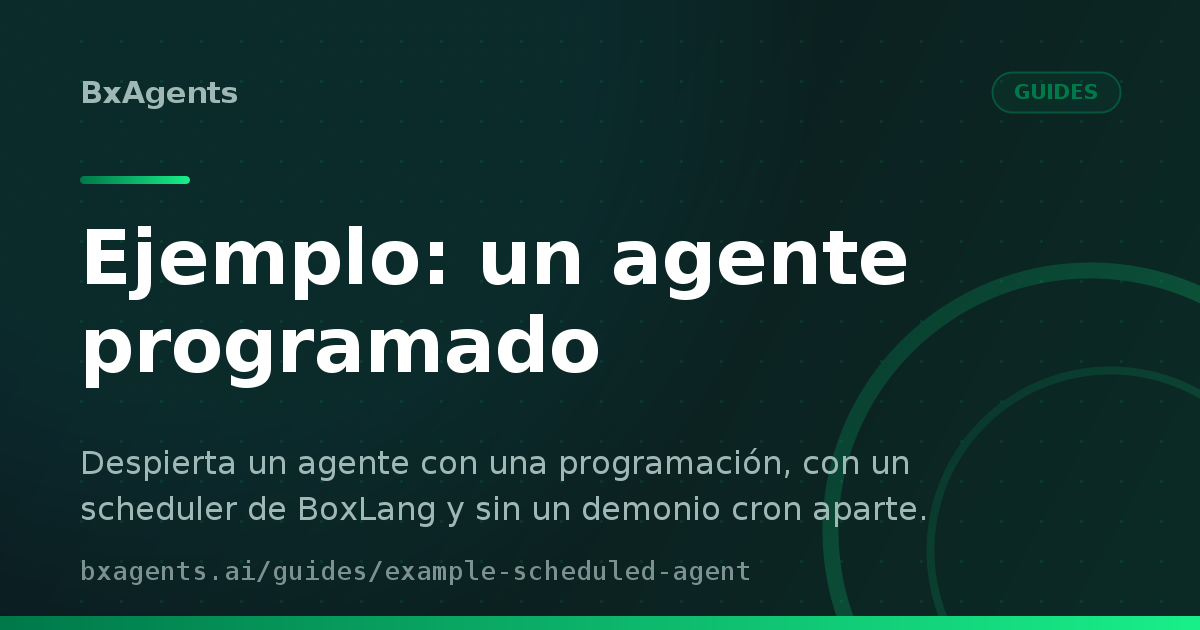 BxAgents
GUIDES
Ejemplo: un agente
programado
Despierta un agente con una programación, con un
scheduler de BoxLang y sin un demonio cron aparte.
bxagents.ai/guides/example-scheduled-agent